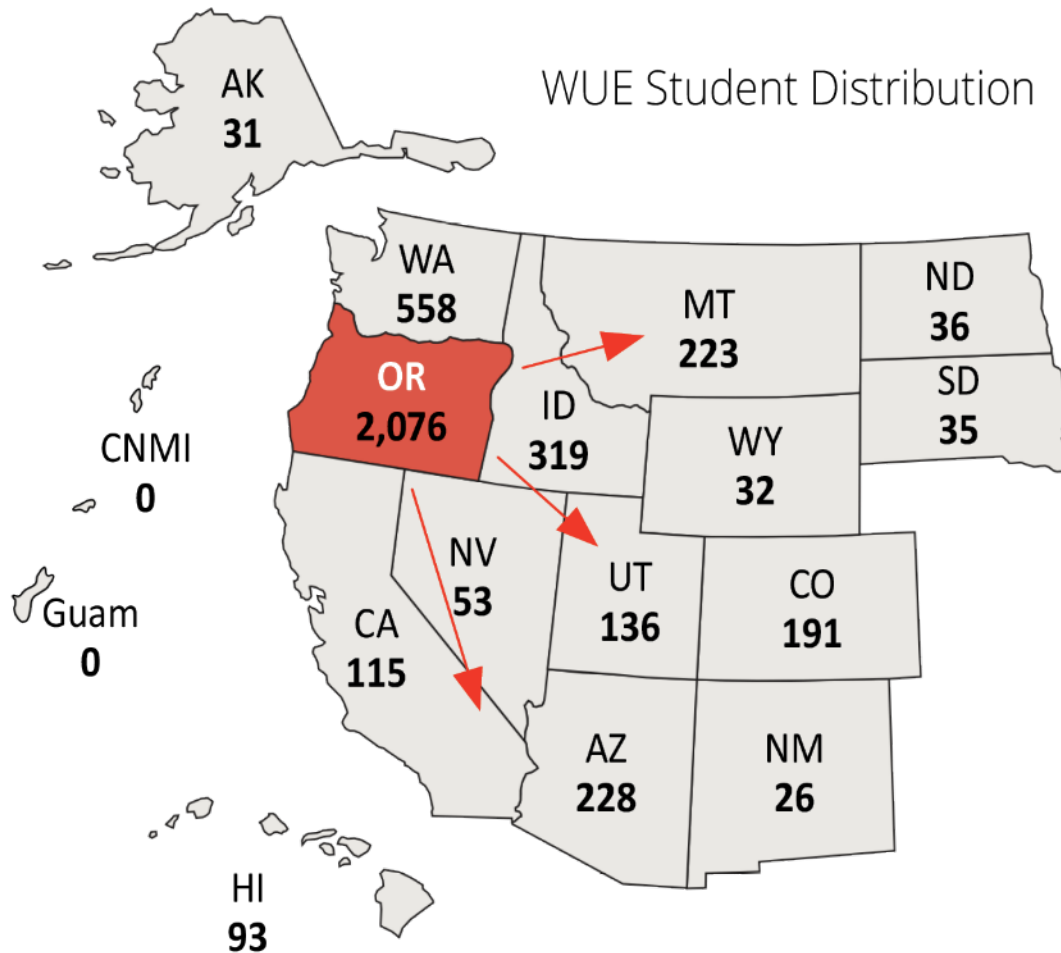 WUE Student Distribution
AK
31
WA
558
MT
223
ND
36
OR
2,076
ID
319
SD
35
WY
32
CNMI
0
NV
53
UT
136
CO
191
Guam
0
CA
115
AZ
228
NM
26
HI
93